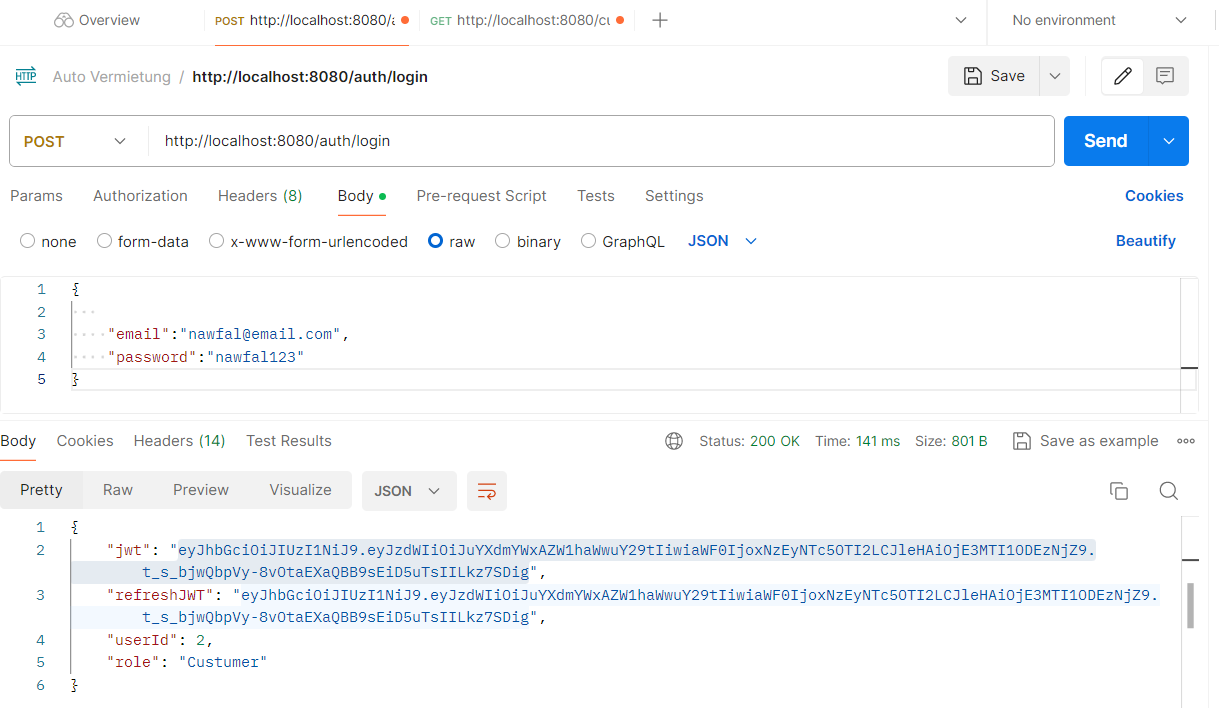 Overview
POST http://localhost:8080/a
GET http://localhost:8080/cu
No environment
HTTP
Auto Vermietung / http://localhost:8080/auth/login
Save
POST
http://localhost:8080/auth/login
Send
Params Authorization Headers (8) Body Pre-request Script Tests Settings Cookies
none form-data x-www-form-urlencoded raw binary GraphQL JSON Beautify
1 {
2
3 "email":"nawfal@email.com",
4 "password":"nawfal123"
5 }
Body Cookies Headers (14) Test Results Status: 200 OK Time: 141 ms Size: 801 B Save as example
Pretty Raw Preview Visualize JSON
1 {
2 "jwt": "eyJhbGciOiJIUzI1NiJ9.eyJzdWIiOiJuYXdmYWxAZW1haWwuY29tIiwiaWF0IjoxNzEyNTc5OTI2LCJleHAiOjE3MTI1ODEzNjZ9.
t_s_bjwQbpVy-8vOtaEXaQBB9sEiD5uTsIILkz7SDig",
3 "refreshJWT": "eyJhbGciOiJIUzI1NiJ9.eyJzdWIiOiJuYXdmYWxAZW1haWwuY29tIiwiaWF0IjoxNzEyNTc5OTI2LCJleHAiOjE3MTI1ODEzNjZ9.
t_s_bjwQbpVy-8vOtaEXaQBB9sEiD5uTsIILkz7SDig",
4 "userId": 2,
5 "role": "Custumer"
6 }